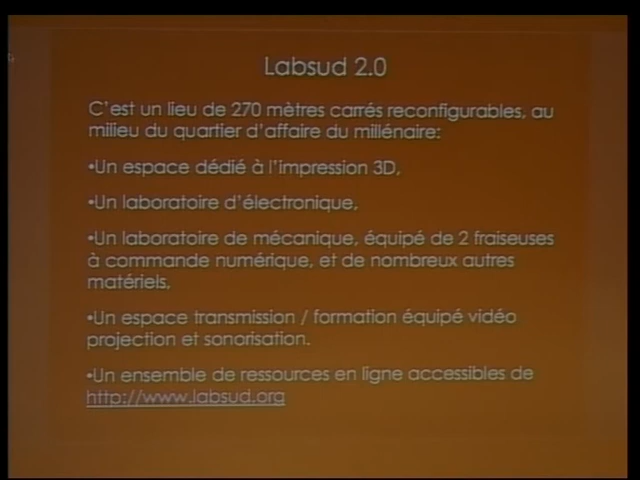 Labsud 2.0
C'est un lieu de 270 mètres carrés reconfigurables, au
milieu du quartier d'affaire du millénaire:
•Un espace dédié à l'impression 3D,
•Un laboratoire d'électronique,
•Un laboratoire de mécanique, équipé de 2 fraiseuses
à commande numérique, et de nombreux autres
matériels,
•Un espace transmission / formation équipé vidéo
projection et sonorisation.
•Un ensemble de ressources en ligne accessibles de
http://www.labsud.org